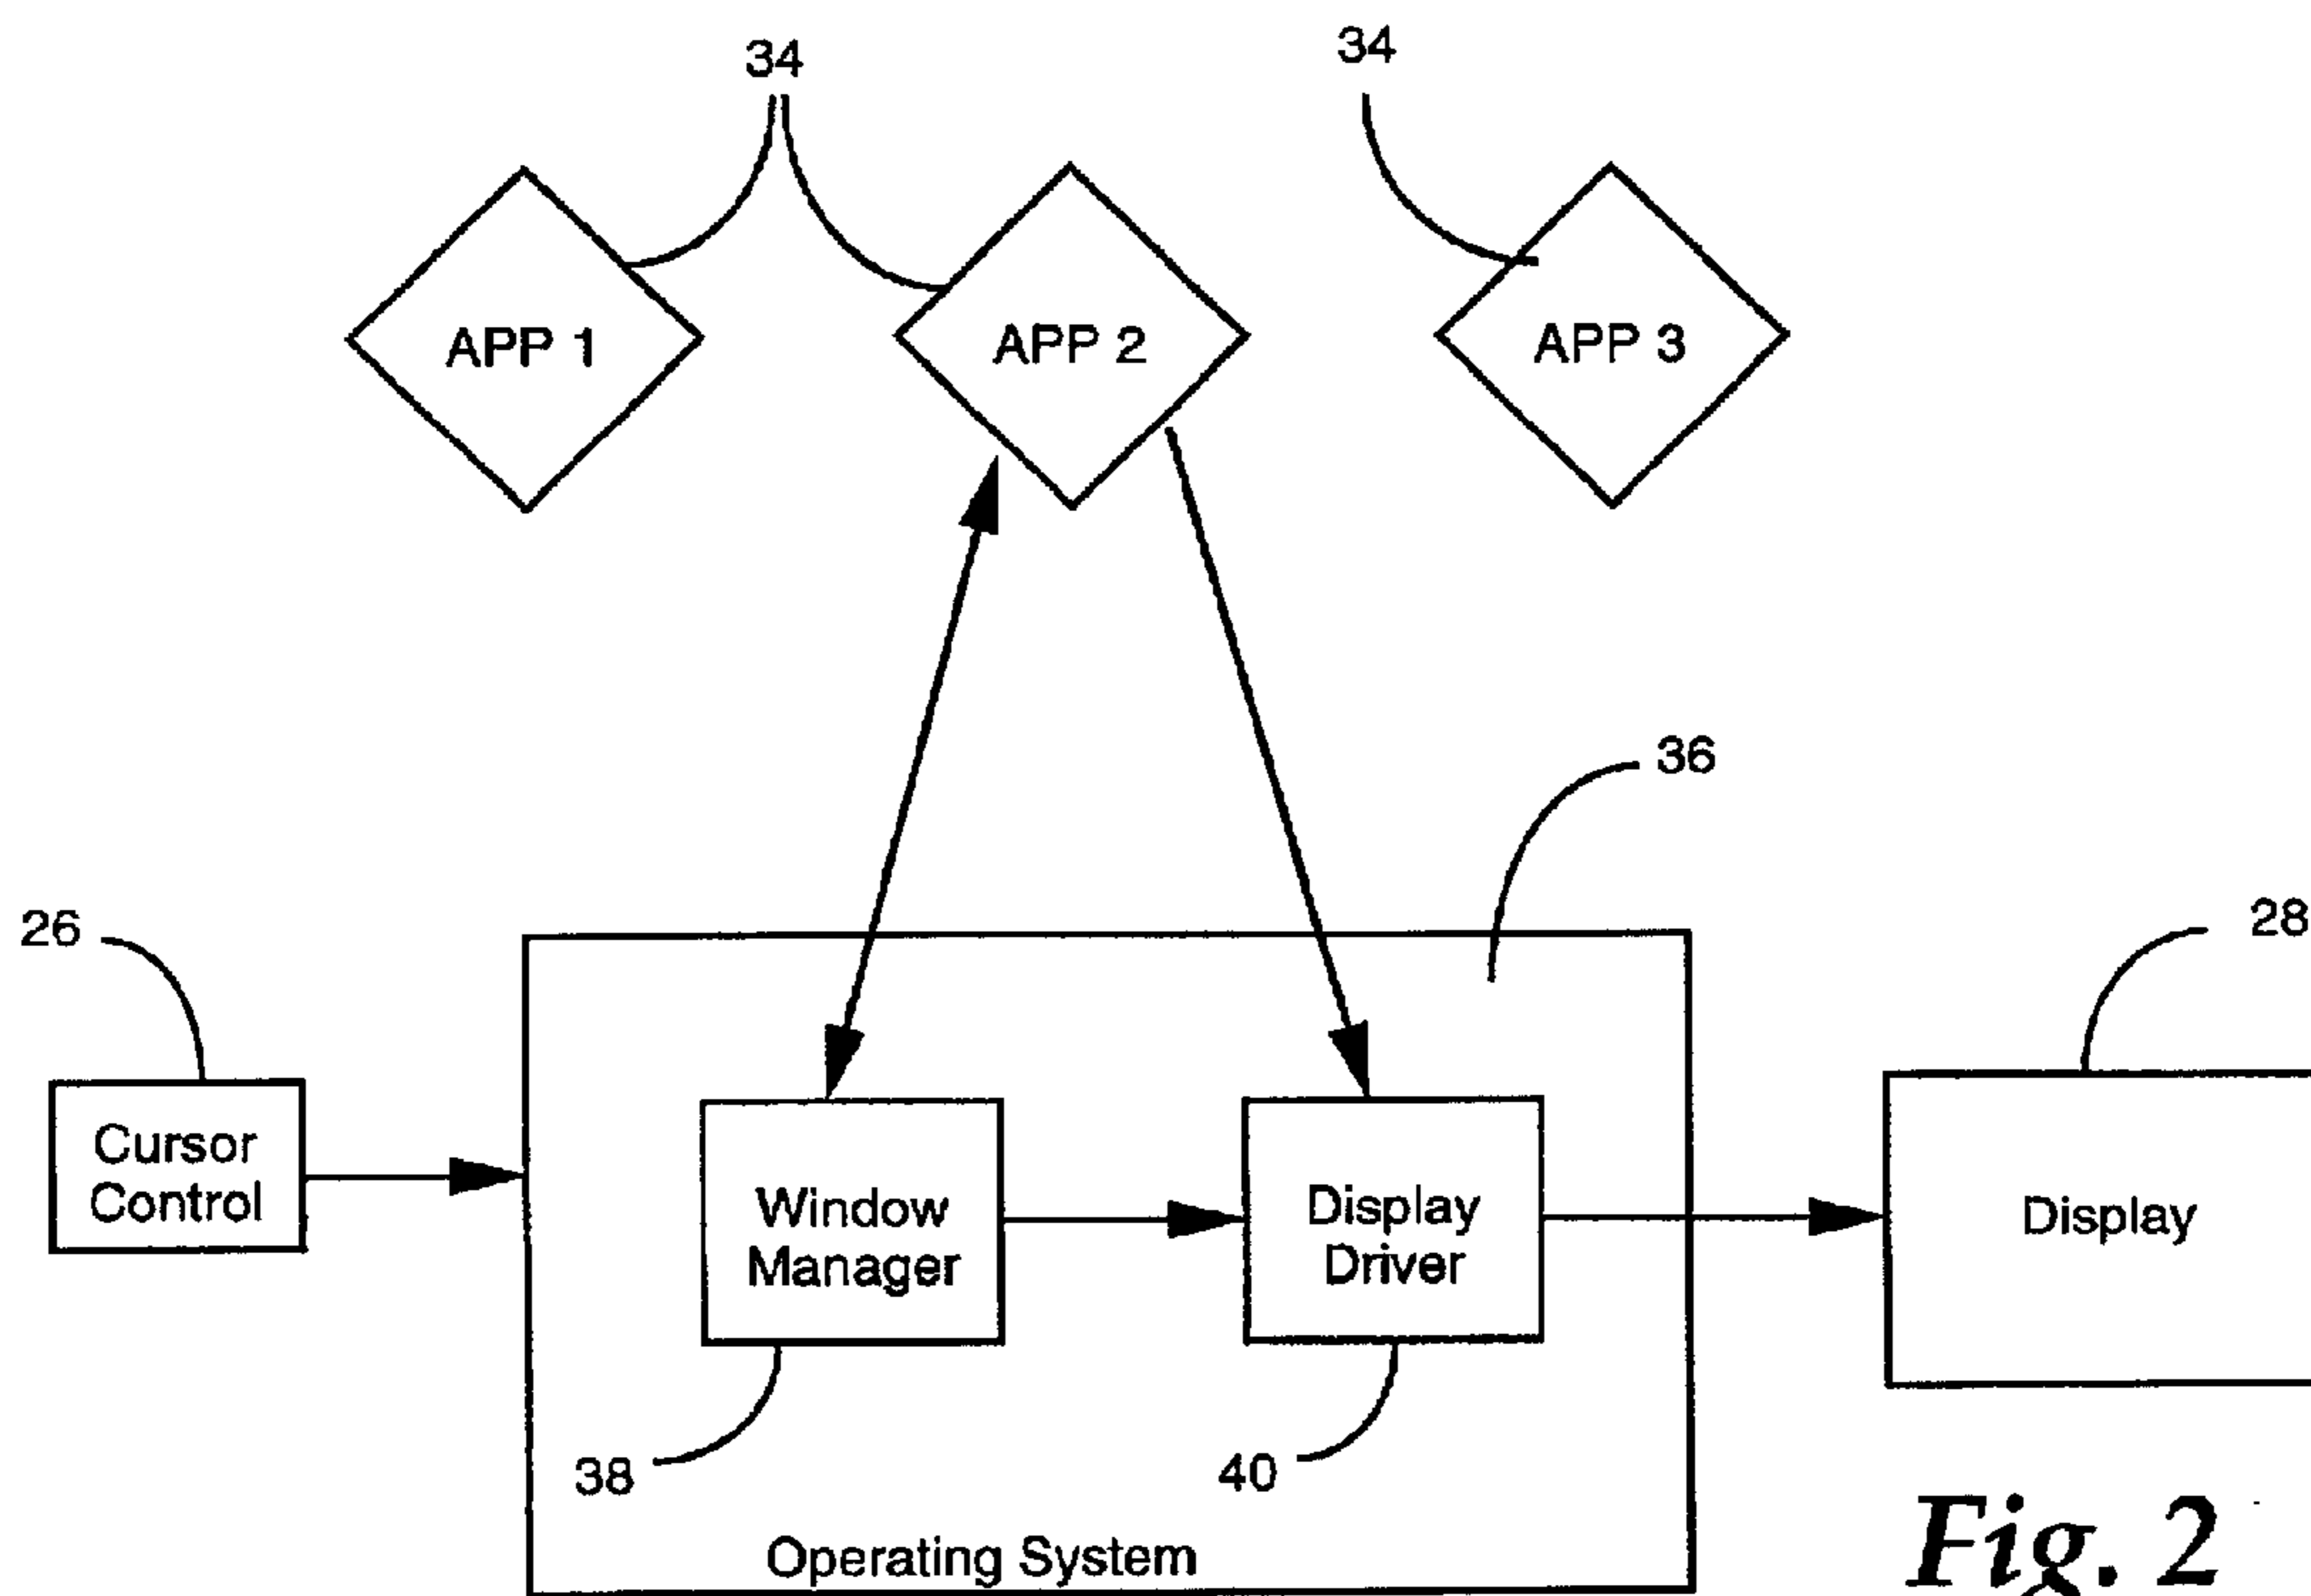 34
34
APP 1
APP 2
APP 3
36
26
28
Cursor
Control
Window
Manager
Display
Driver
Display
38
40
Operating System
Fig. 2